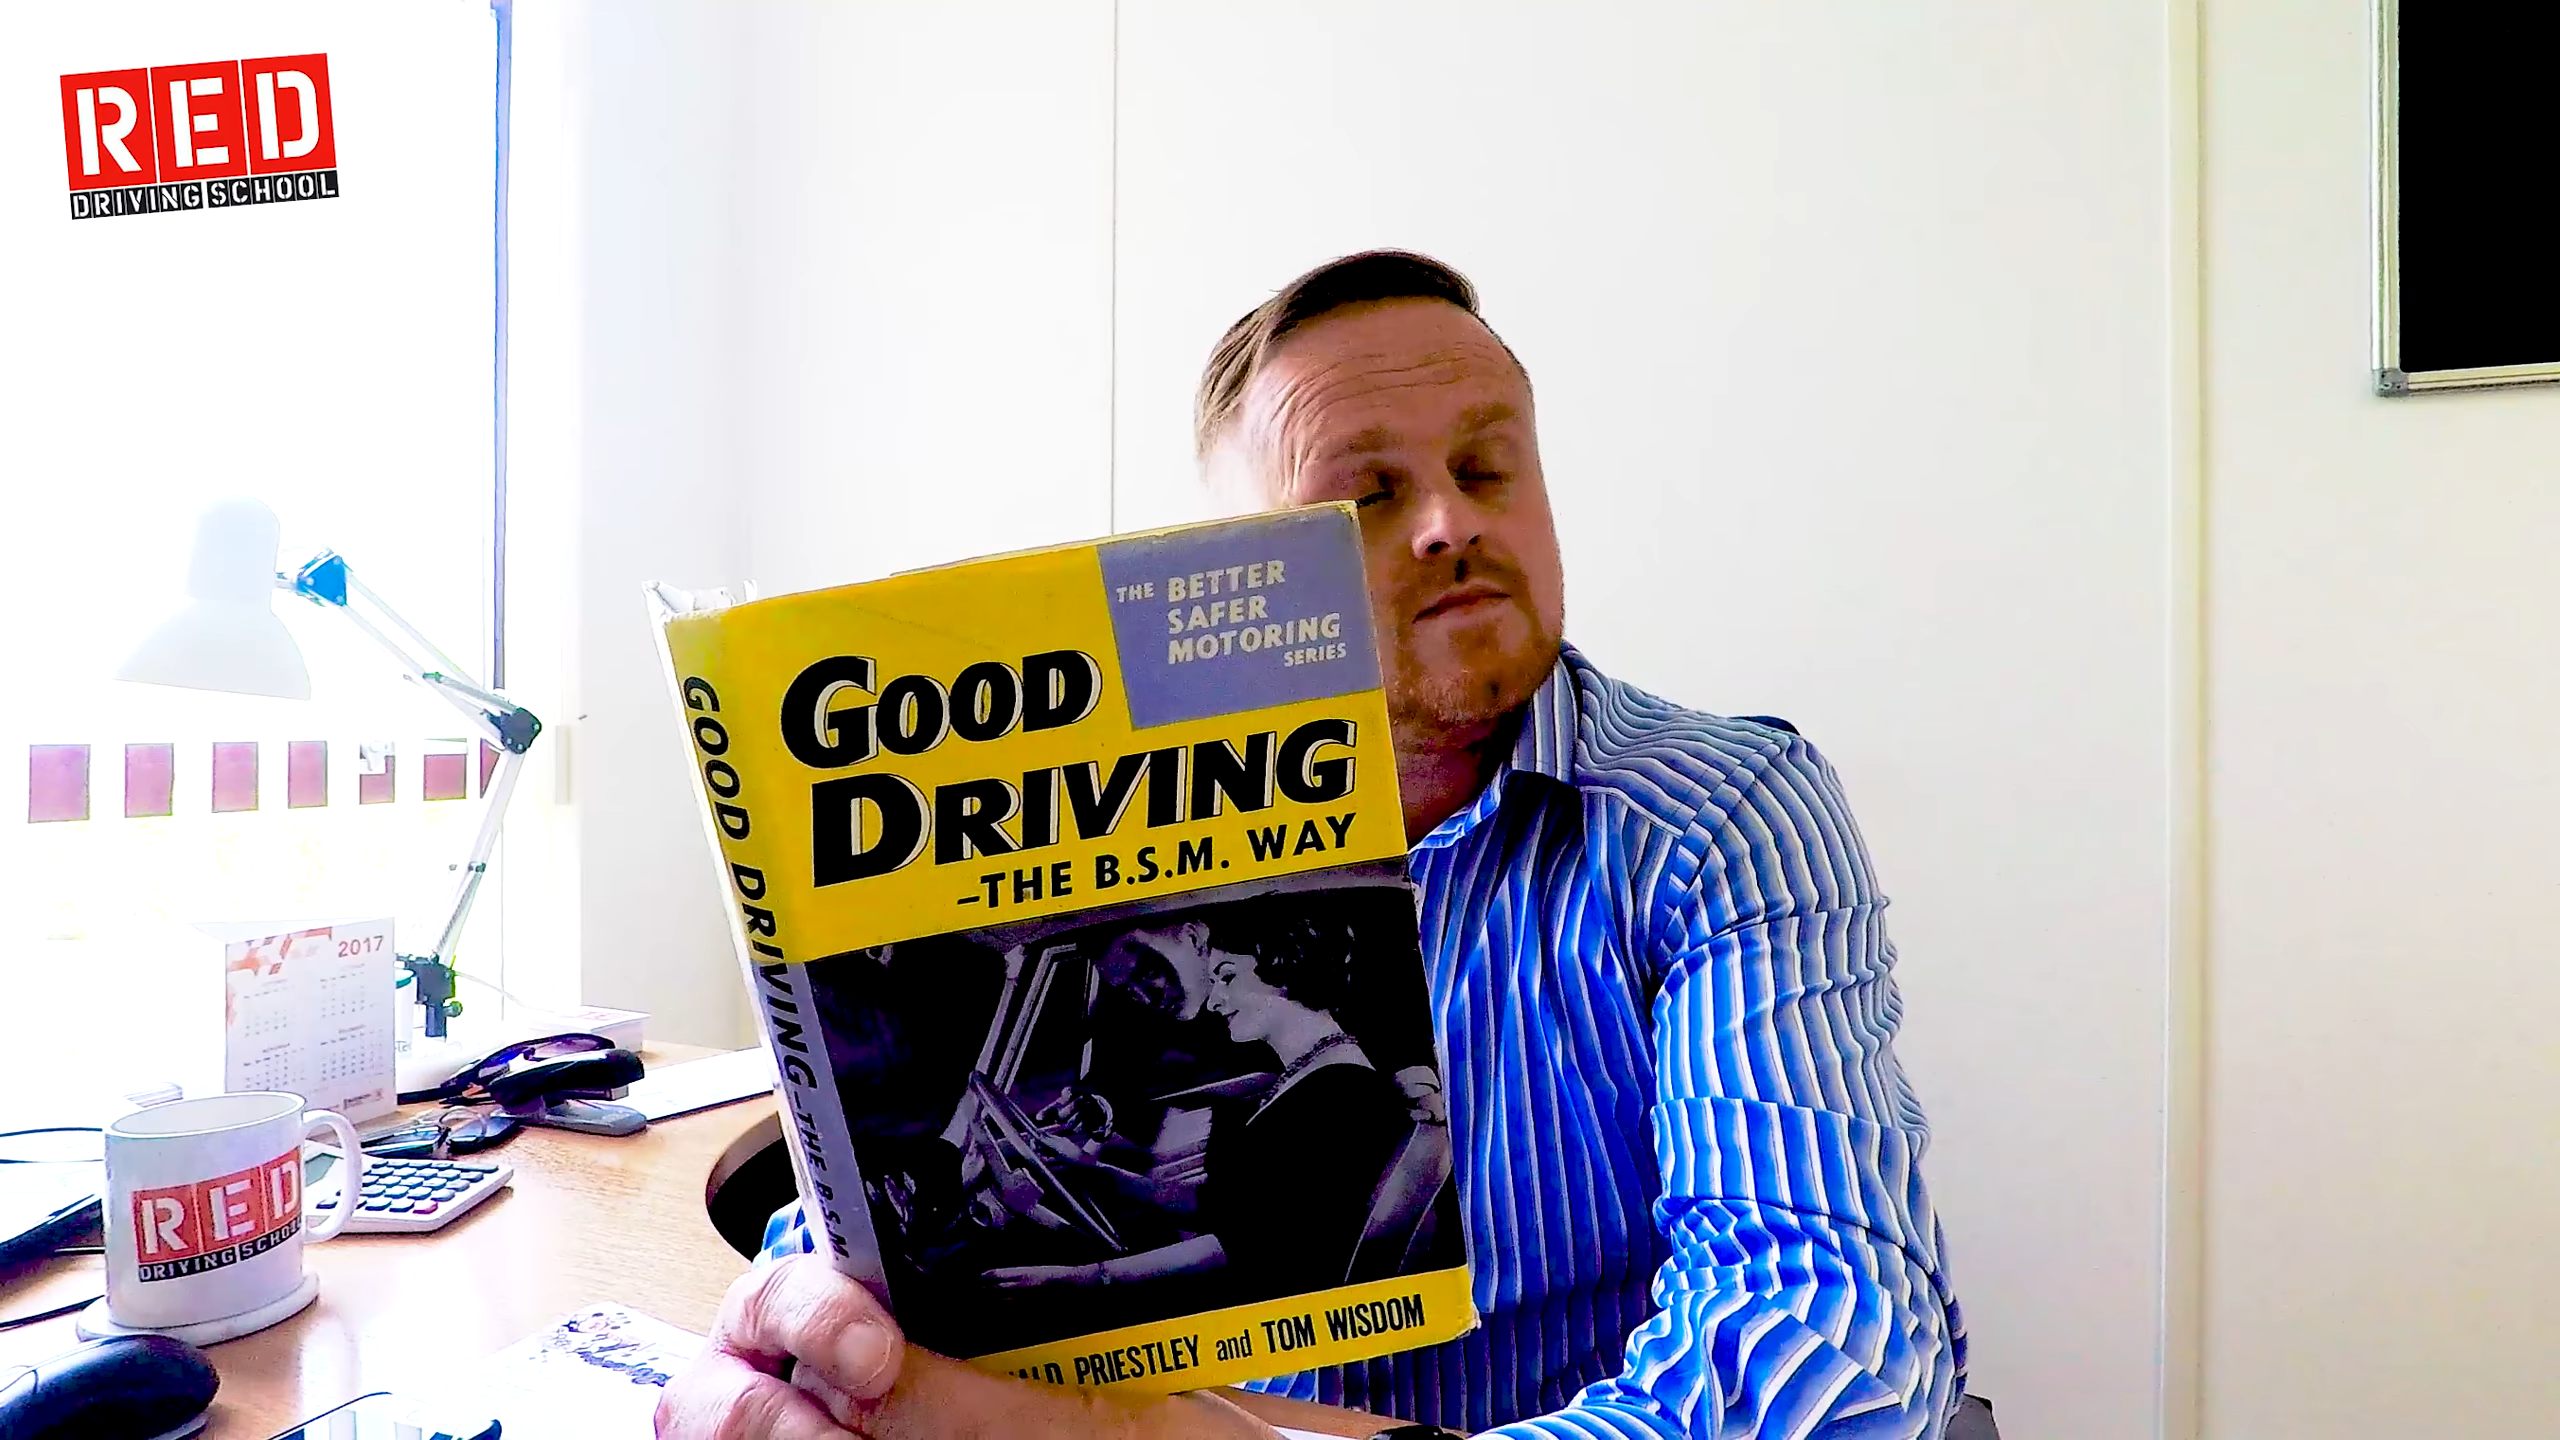 RED
DRIVING SCHOOL
THE BETTER
SAFER
MOTORING
SERIES
GOOD
DRIVING
–THE B.S.M. WAY
PRIESTLEY and TOM WISDOM
GOOD DRIVING–THE B.S.M.
2017
RED
DRIVING SCHOOL